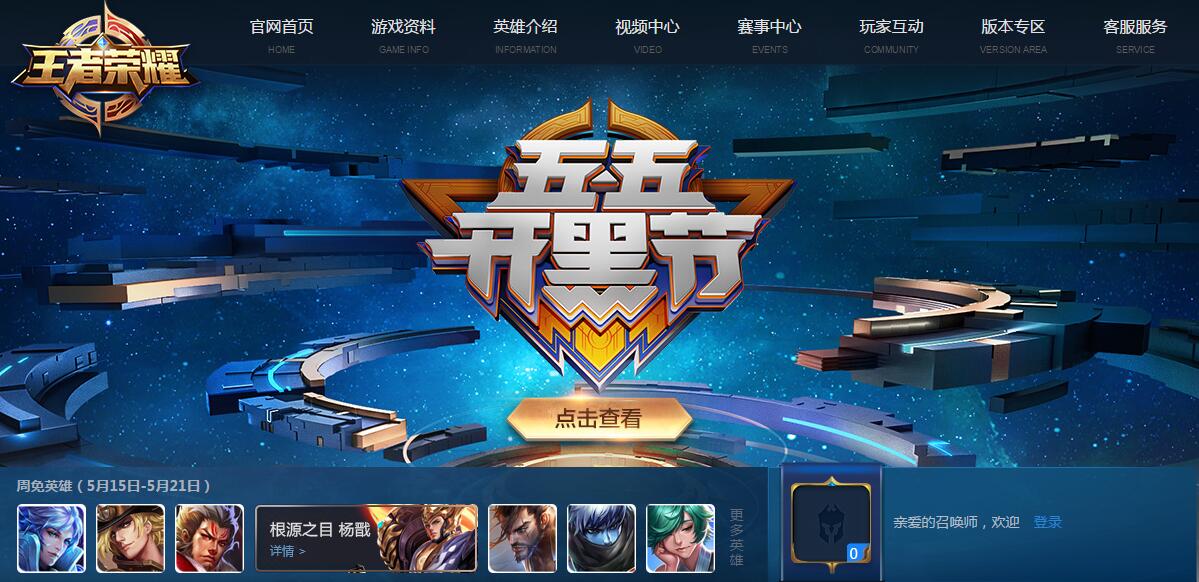 王者荣耀
官网首页 游戏资料 英雄介绍 视频中心 赛事中心 玩家互动 版本专区 客服服务
HOME GAME INFO INFORMATION VIDEO EVENTS COMMUNITY VERSION AREA SERVICE
五五
开黑节
点击查看
周免英雄（5月15日-5月21日）
根源之目 杨戬
详情 >
更多英雄
0
亲爱的召唤师，欢迎 登录